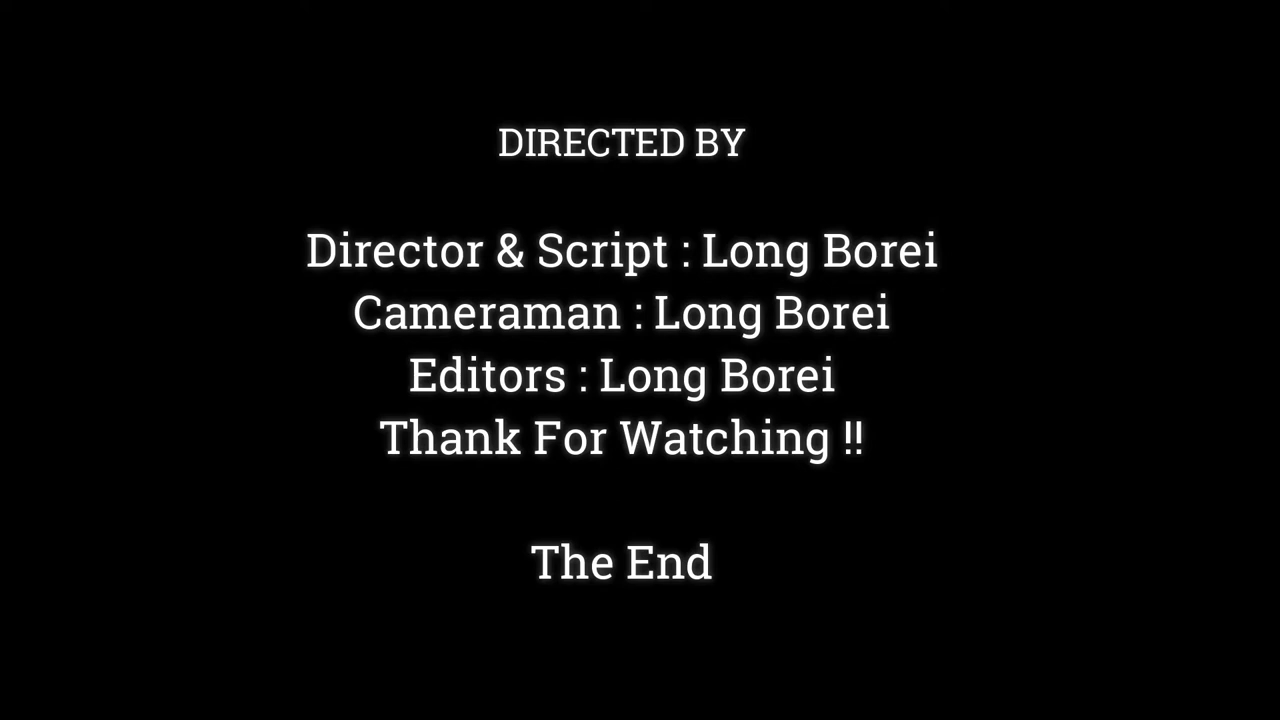 DIRECTED BY
Director & Script : Long Borei
Cameraman : Long Borei
Editors : Long Borei
Thank For Watching !!
The End